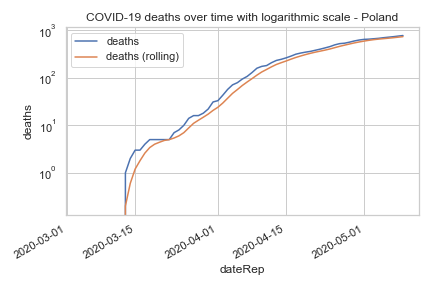 COVID-19 deaths over time with logarithmic scale - Poland
deaths
deaths (rolling)
10³
10²
10¹
10⁰
deaths
2020-03-01
2020-03-15
2020-04-01
2020-04-15
2020-05-01
dateRep